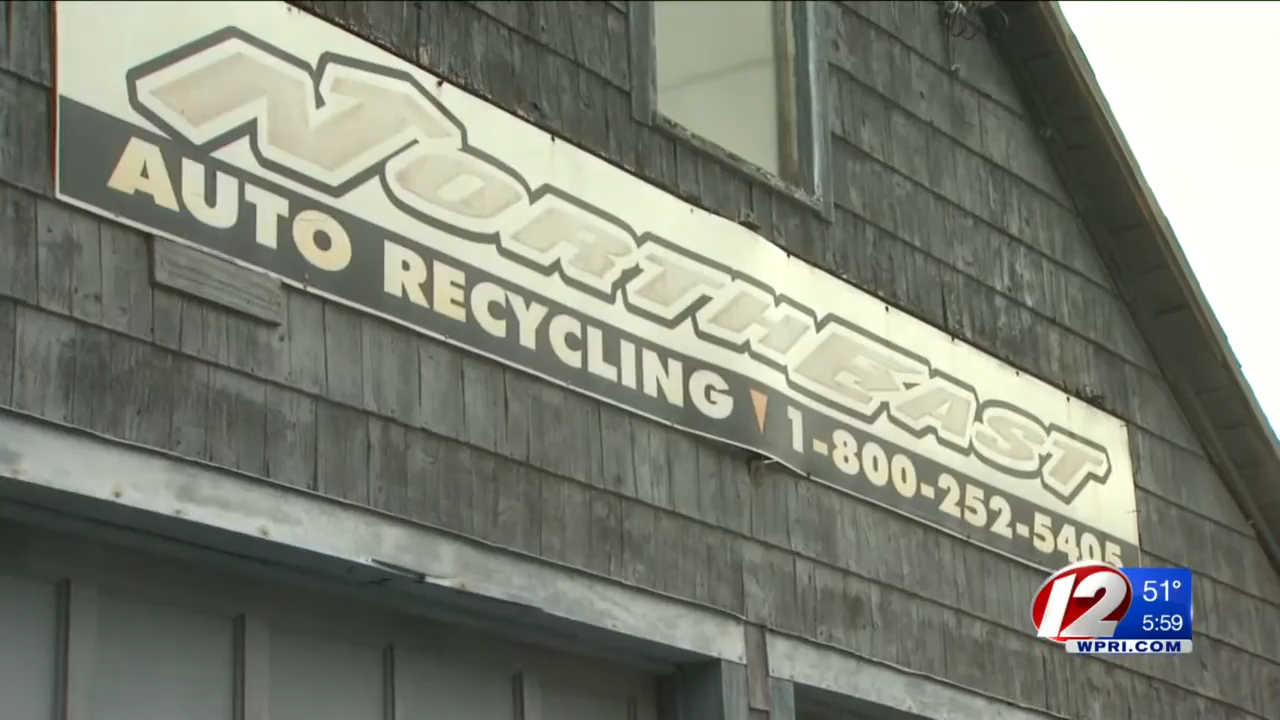 NORTHEAST
AUTO RECYCLING 1-800-252-5405
12 51°
5:59
WPRI.COM